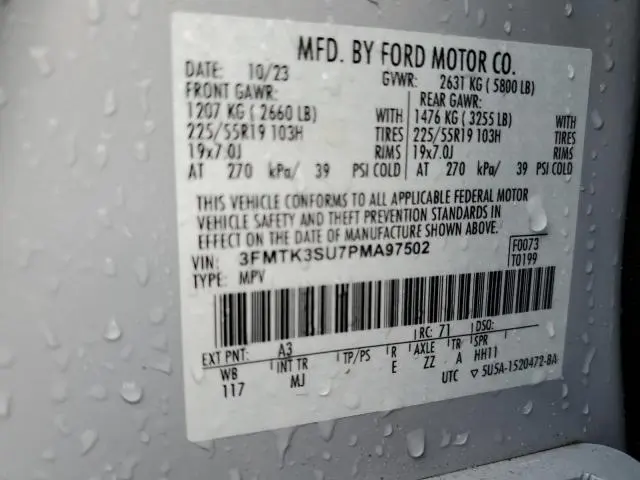 MFD. BY FORD MOTOR CO.
DATE: 10/23 GVWR: 2631 KG ( 5800 LB)
FRONT GAWR: REAR GAWR:
1207 KG ( 2660 LB) WITH 1476 KG ( 3255 LB) WITH
225/55R19 103H TIRES 225/55R19 103H TIRES
19x7.0J RIMS 19x7.0J RIMS
AT 270 kPa/ 39 PSI COLD AT 270 kPa/ 39 PSI COLD
THIS VEHICLE CONFORMS TO ALL APPLICABLE FEDERAL MOTOR
VEHICLE SAFETY AND THEFT PREVENTION STANDARDS IN
EFFECT ON THE DATE OF MANUFACTURE SHOWN ABOVE.
VIN: 3FMTK3SU7PMA97502 F0073
TYPE: MPV T0199
EXT PNT: A3 RC: 71 DSO:
WB INT TR TP/PS R AXLE TR SPR
117 MJ E ZZ A HH11
UTC ▽ 5U5A-1520472-BA